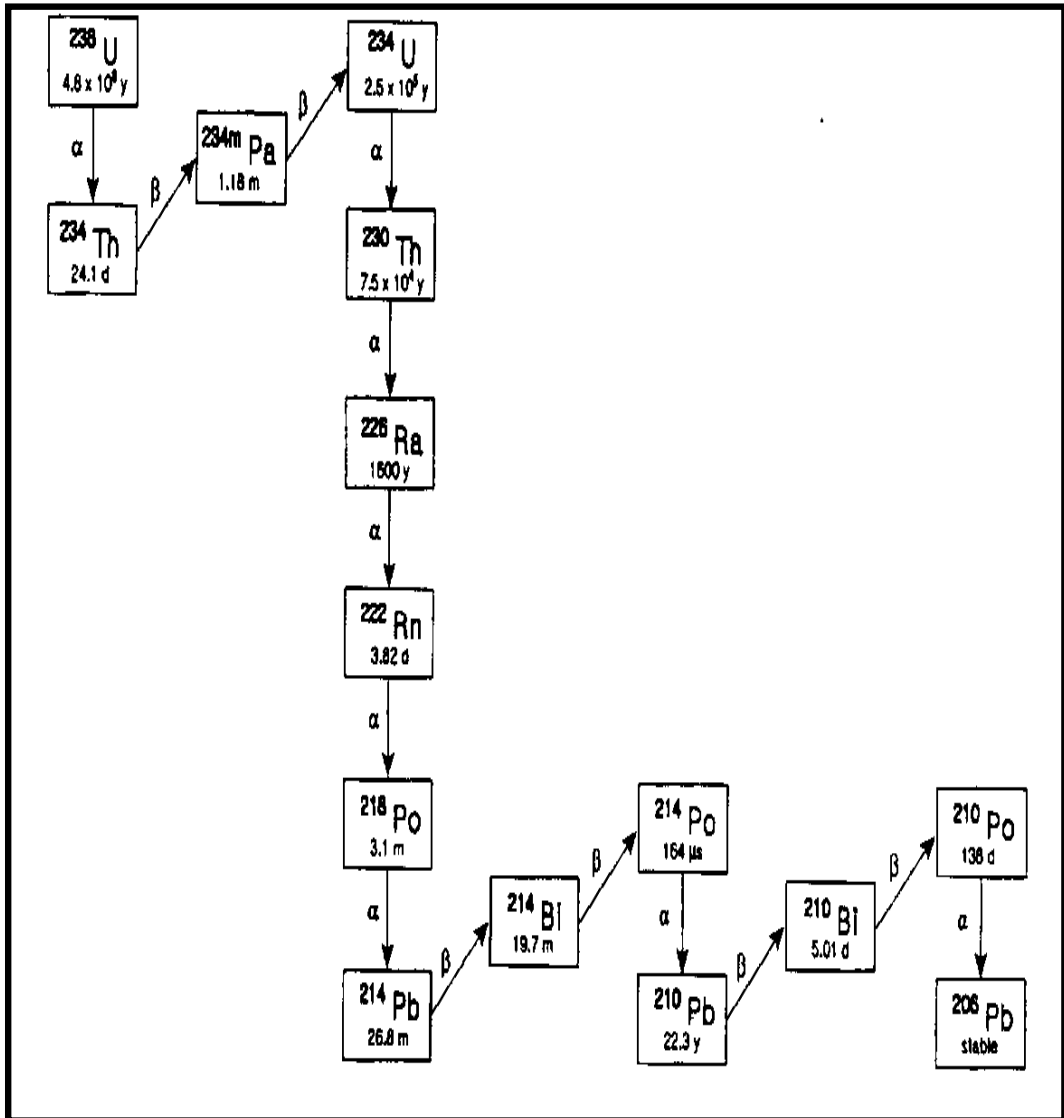 238 U
4.8 x 10⁹ y
α
234 Th
24.1 d
β
234m Pa
1.18 m
β
234 U
2.5 x 10⁵ y
α
230 Th
7.5 x 10⁴ y
α
226 Ra
1600 y
α
222 Rn
3.82 d
α
218 Po
3.1 m
α
214 Pb
26.8 m
β
214 Bi
19.7 m
β
214 Po
164 µs
α
210 Pb
22.3 y
β
210 Bi
5.01 d
β
210 Po
138 d
α
206 Pb
stable